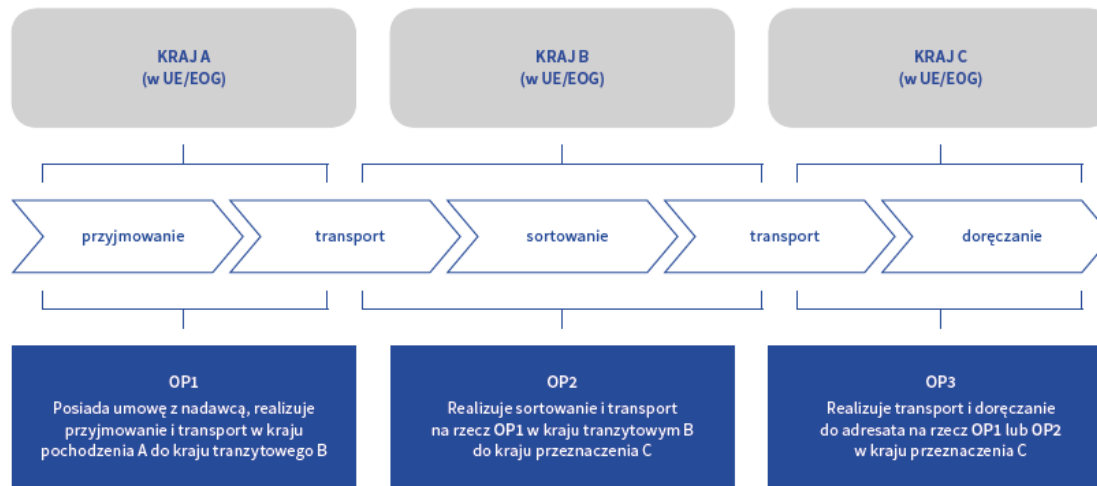 KRAJ A
(w UE/EOG)
KRAJ B
(w UE/EOG)
KRAJ C
(w UE/EOG)
przyjmowanie
transport
sortowanie
transport
doręczanie
OP1
Posiada umowę z nadawcą, realizuje
przyjmowanie i transport w kraju
pochodzenia A do kraju tranzytowego B
OP2
Realizuje sortowanie i transport
na rzecz OP1 w kraju tranzytowym B
do kraju przeznaczenia C
OP3
Realizuje transport i doręczanie
do adresata na rzecz OP1 lub OP2
w kraju przeznaczenia C